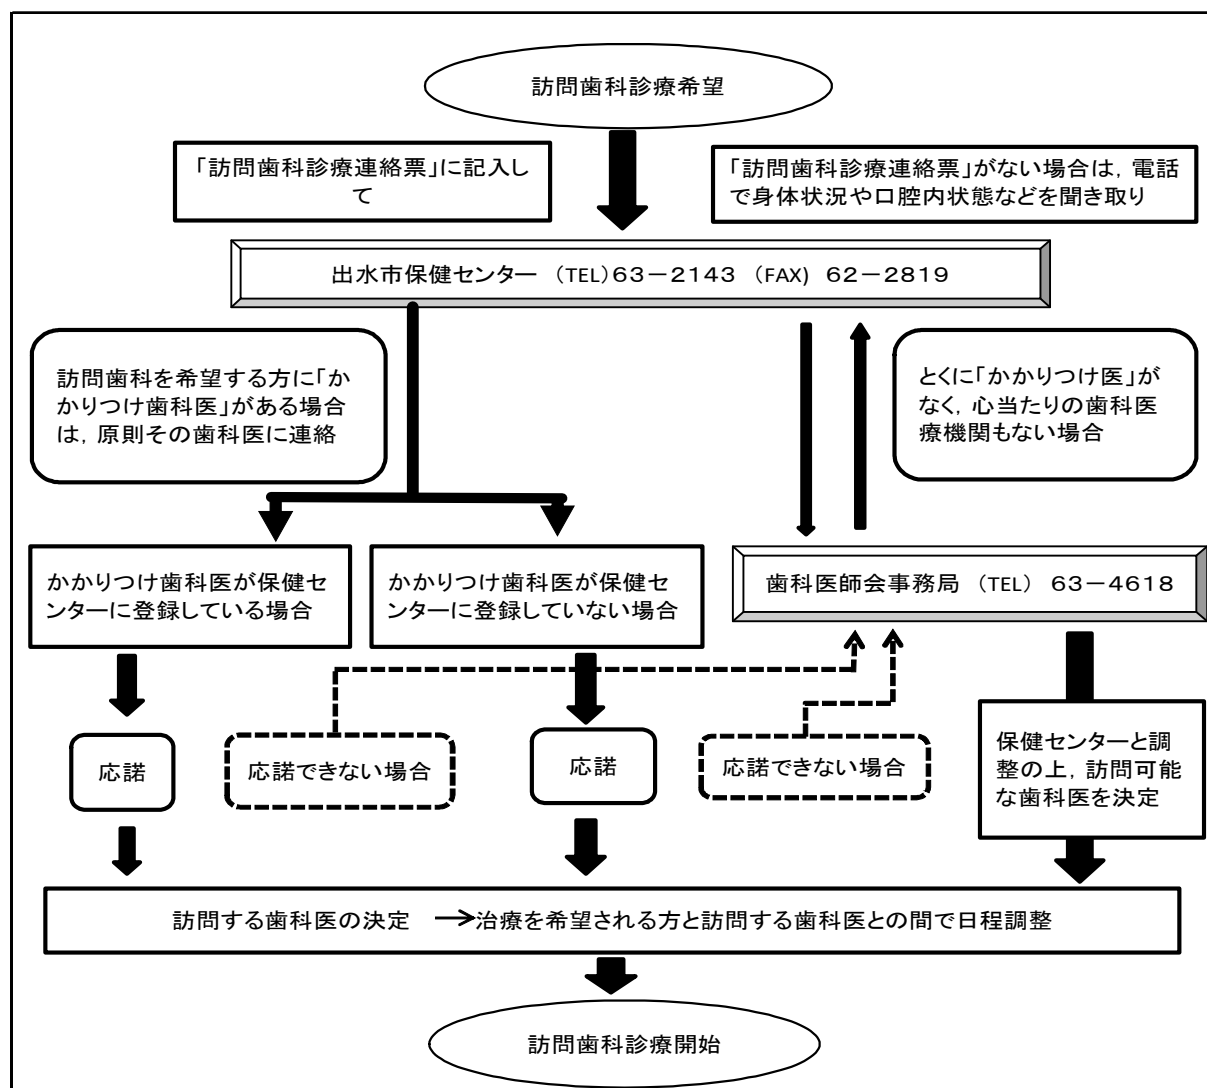 訪問歯科診療希望
「訪問歯科診療連絡票」に記入し
て
「訪問歯科診療連絡票」がない場合は，電話
で身体状況や口腔内状態などを聞き取り
出水市保健センター （TEL）63－2143 （FAX) 62－2819
訪問歯科を希望する方に「か
かりつけ歯科医」がある場合
は，原則その歯科医に連絡
とくに「かかりつけ医」が
なく，心当たりの歯科医
療機関もない場合
かかりつけ歯科医が保健セ
ンターに登録している場合
かかりつけ歯科医が保健セ
ンターに登録していない場合
歯科医師会事務局 （TEL） 63－4618
応諾
応諾できない場合
応諾
応諾できない場合
保健センターと調
整の上，訪問可能
な歯科医を決定
訪問する歯科医の決定 →治療を希望される方と訪問する歯科医との間で日程調整
訪問歯科診療開始